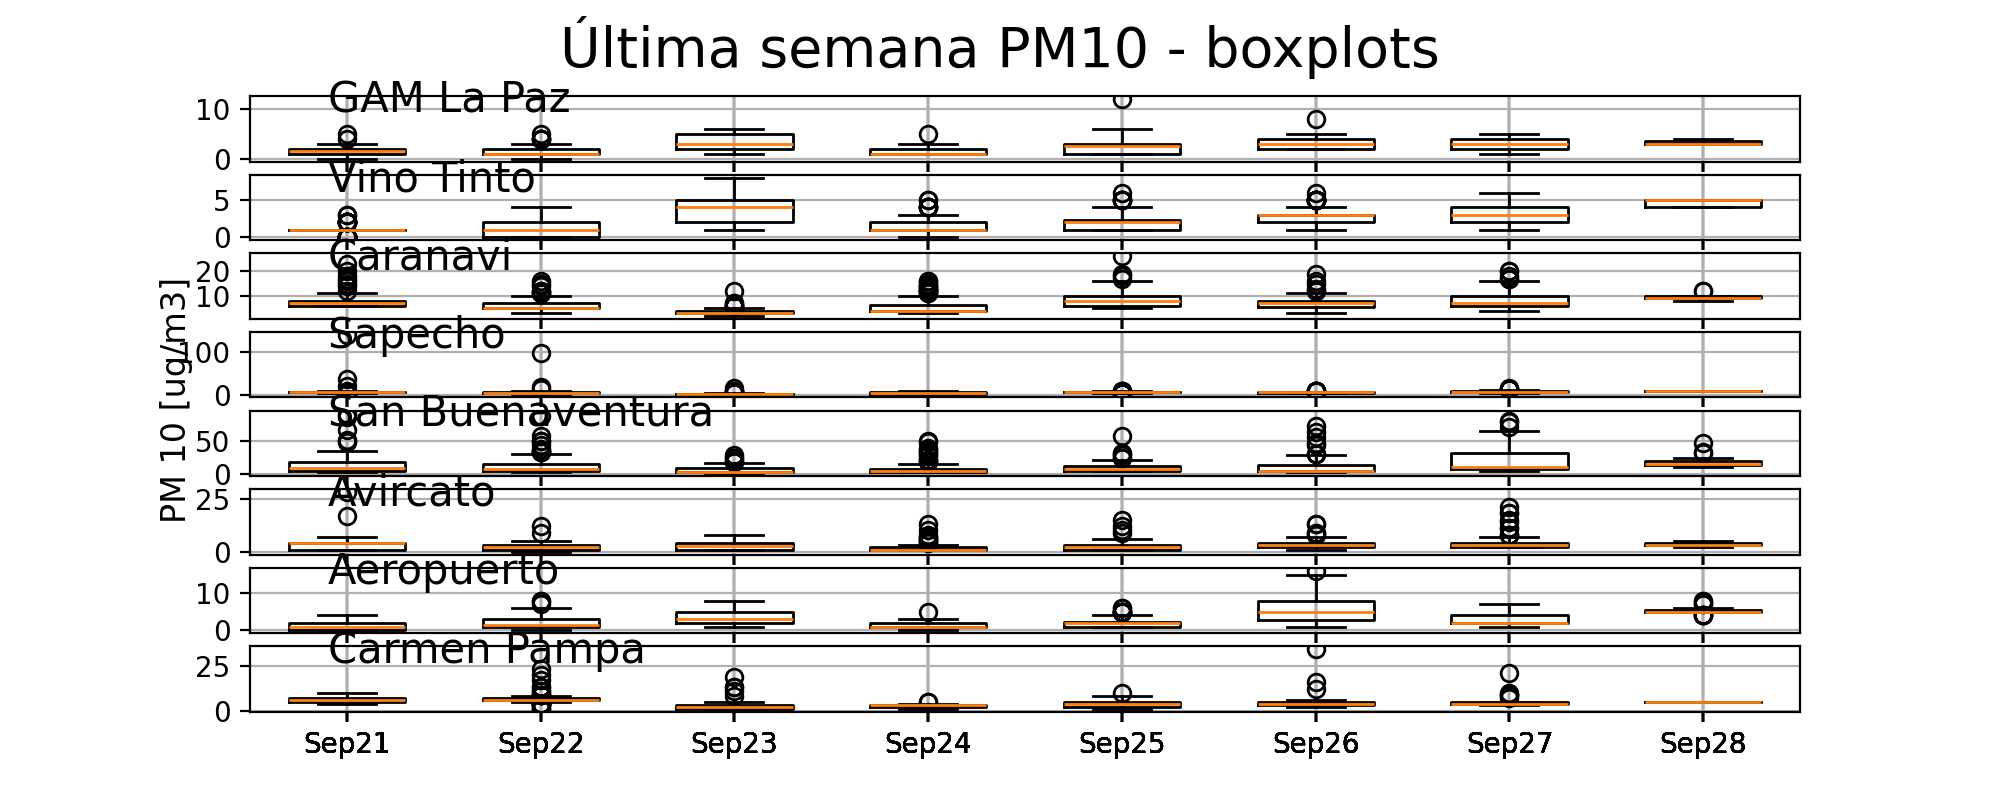 Última semana PM10 - boxplots
GAM La Paz
10
0
Vino Tinto
5
0
Caranavi
20
10
Sapecho
100
0
San Buenaventura
50
0
Avircato
25
0
Aeropuerto
10
0
Carmen Pampa
25
0
PM 10 [ug/m3]
Sep21 Sep22 Sep23 Sep24 Sep25 Sep26 Sep27 Sep28